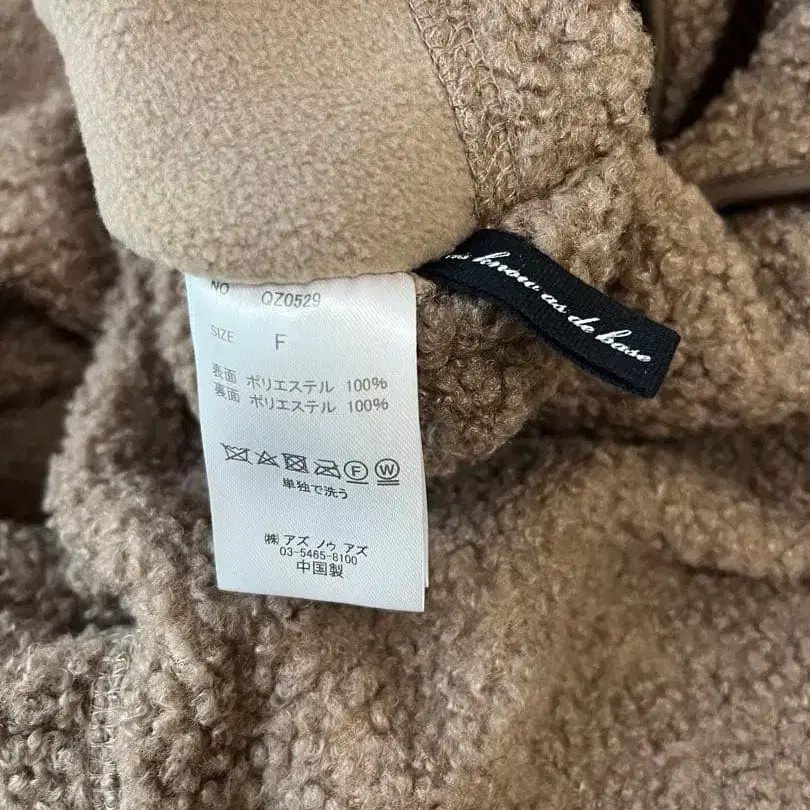 NO QZ0529
SIZE F
表面 ポリエステル 100%
裏面 ポリエステル 100%
F W
単独で洗う
㈱ アズ ノゥ アズ
03-5465-8100
中国製
know as de base